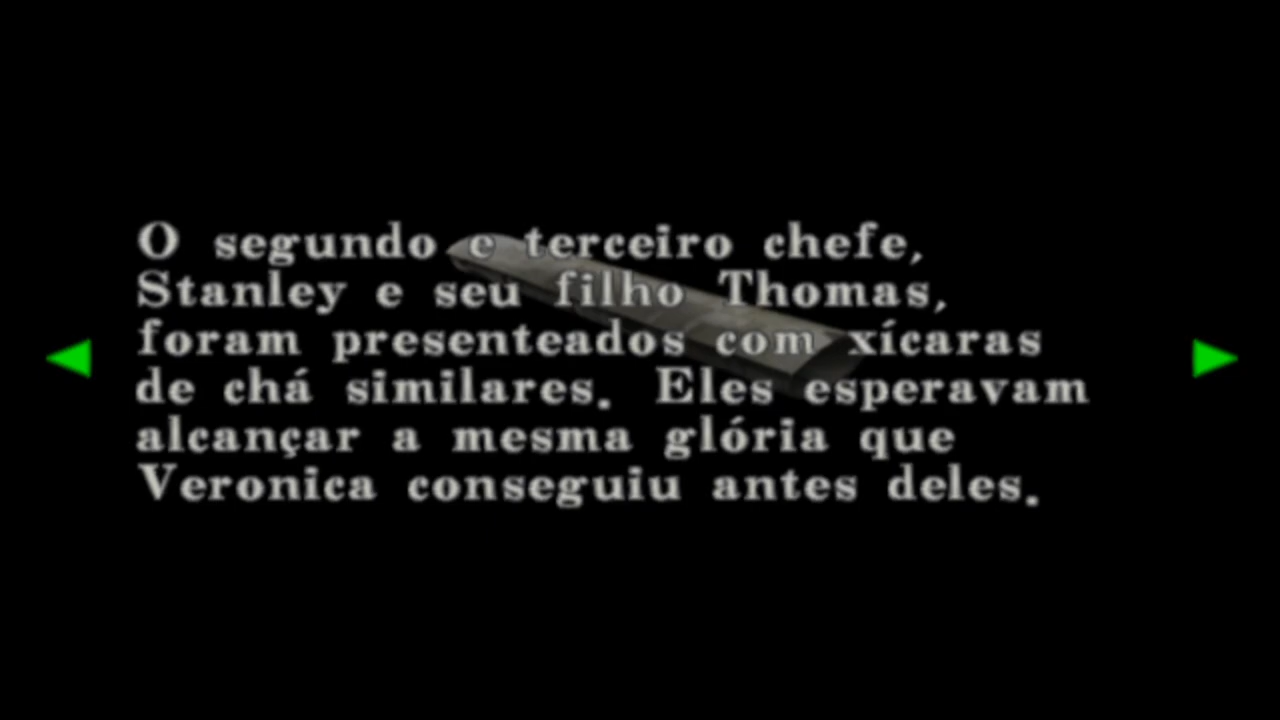 O segundo e terceiro chefe,
Stanley e seu filho Thomas,
foram presenteados com xícaras
de chá similares. Eles esperavam
alcançar a mesma glória que
Veronica conseguiu antes deles.